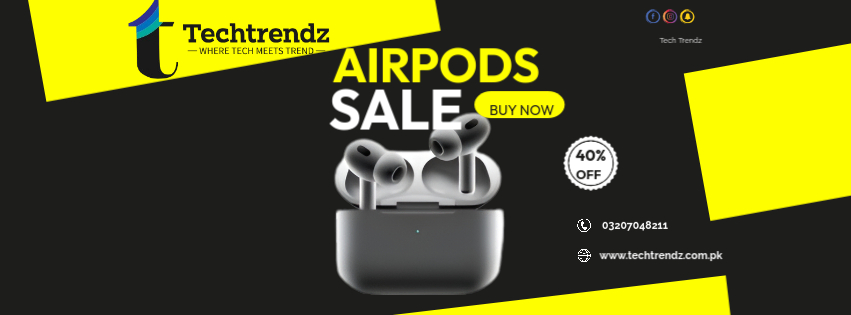 Techtrendz
WHERE TECH MEETS TREND
Tech Trendz
AIRPODS
SALE
BUY NOW
40%
OFF
03207048211
www.techtrendz.com.pk